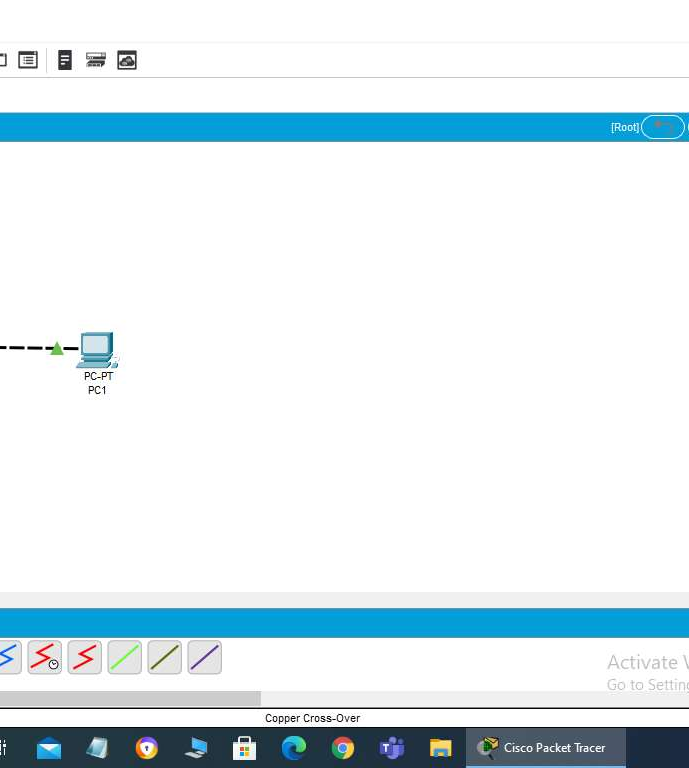 [Root]
PC-PT
PC1
Activate
Go to Setting
Copper Cross-Over
Cisco Packet Tracer